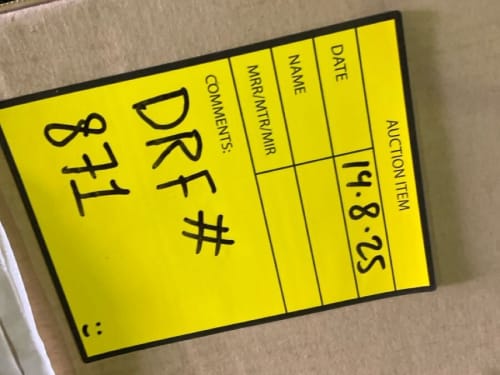 AUCTION ITEM
DATE 14.8.25
NAME
MRR/MTR/MIR
COMMENTS:
DRF #
871
:)